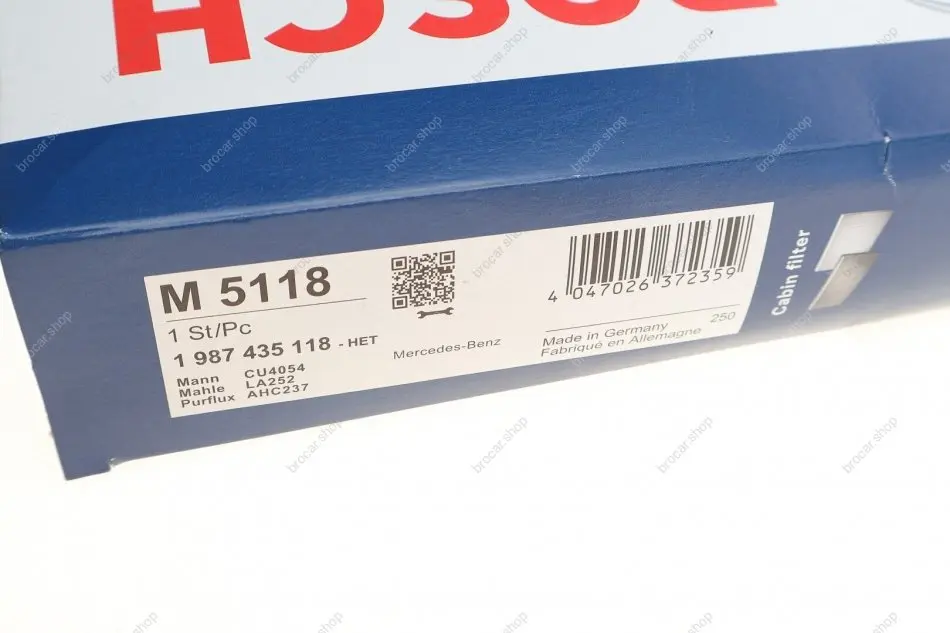 BOSCH
M 5118
1 St/Pc
1 987 435 118 - HET
Mann CU4054
Mahle LA252
Purflux AHC237
Mercedes-Benz
4 047026 372359
250
Made in Germany
Fabriqué en Allemagne
Cabin filter
brocar.shop